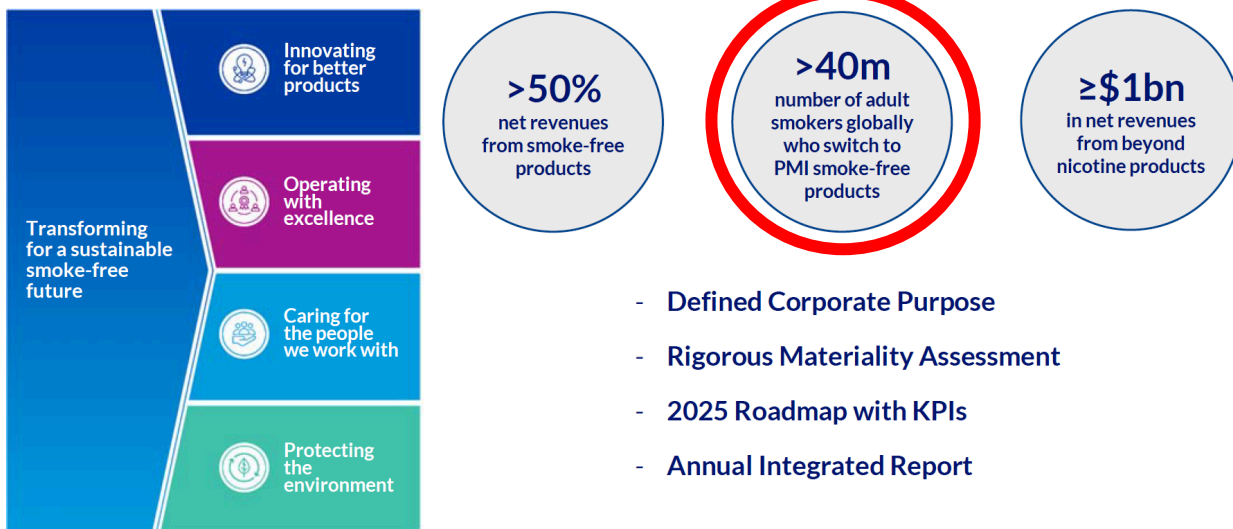 Transforming
for a sustainable
smoke-free
future
Innovating
for better
products
Operating
with
excellence
Caring for
the people
we work with
Protecting
the
environment
>50%
net revenues
from smoke-free
products
>40m
number of adult
smokers globally
who switch to
PMI smoke-free
products
≥$1bn
in net revenues
from beyond
nicotine products
- Defined Corporate Purpose
- Rigorous Materiality Assessment
- 2025 Roadmap with KPIs
- Annual Integrated Report